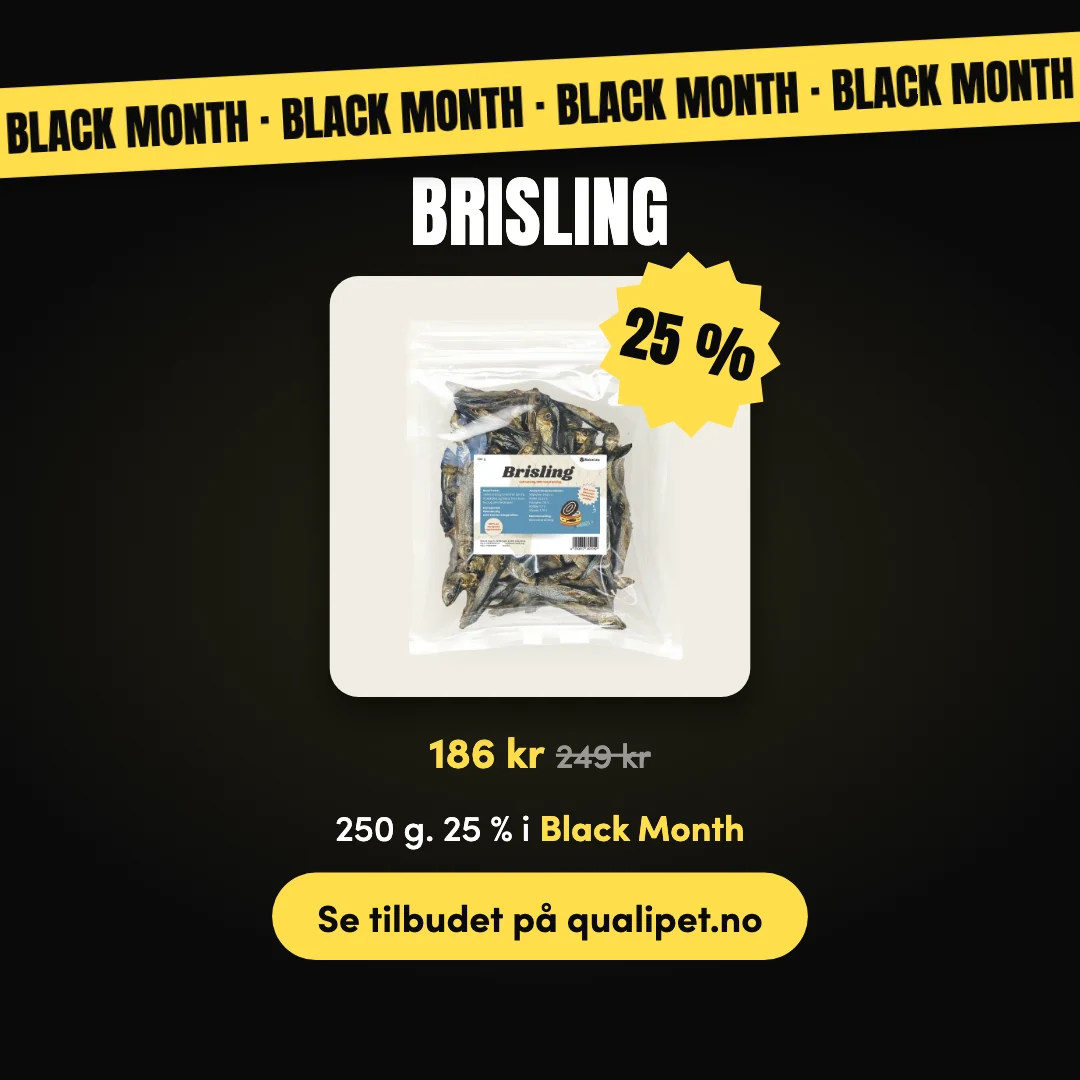 BLACK MONTH · BLACK MONTH · BLACK MONTH · BLACK MONTH
BRISLING
25 %
Brisling
186 kr 249 kr
250 g. 25 % i Black Month
Se tilbudet på qualipet.no